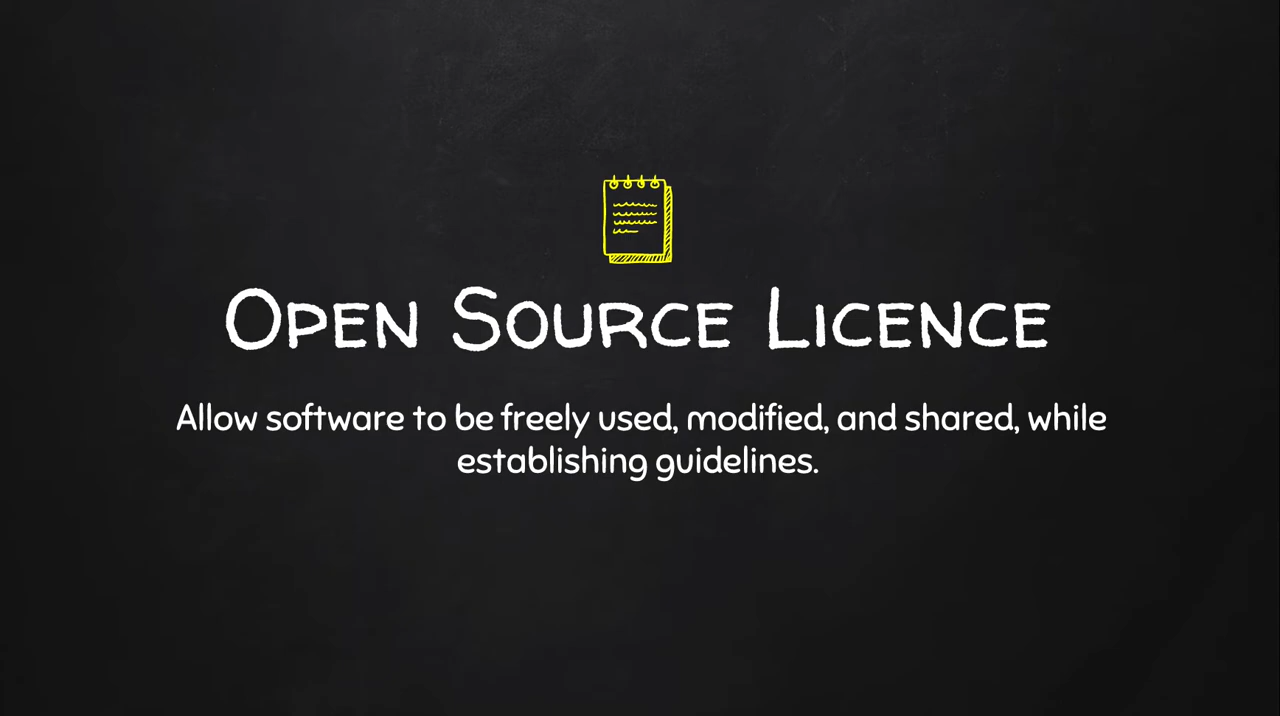 Open Source Licence
Allow software to be freely used, modified, and shared, while
establishing guidelines.